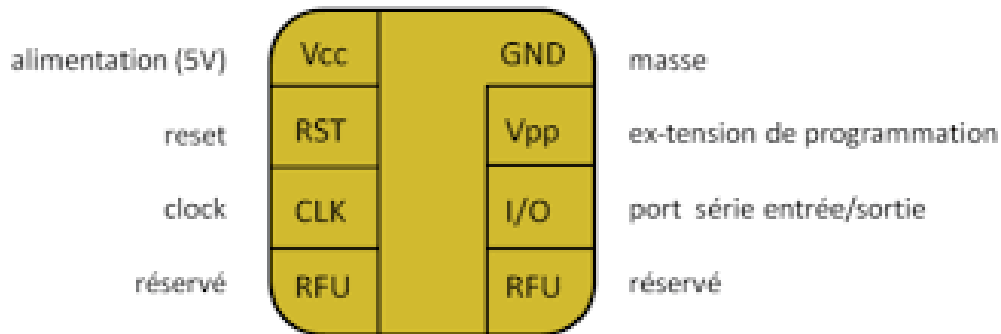 alimentation (5V) Vcc GND masse
reset RST Vpp ex-tension de programmation
clock CLK I/O port série entrée/sortie
réservé RFU RFU réservé